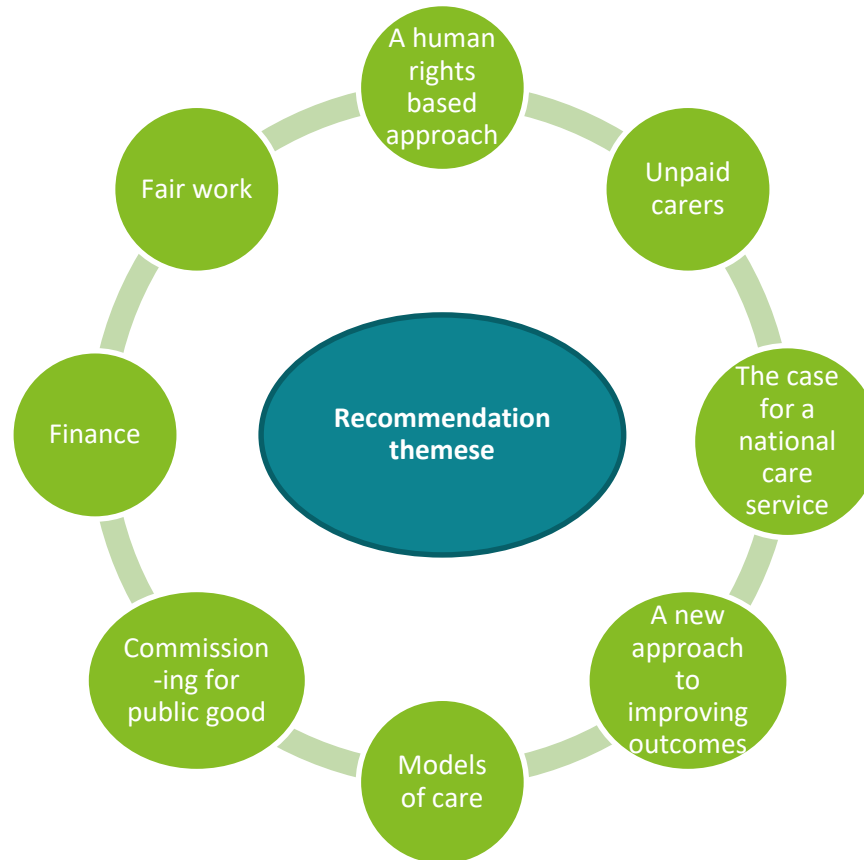 A human
rights
based
approach
Unpaid
carers
The case
for a
national
care
service
A new
approach
to
improving
outcomes
Models
of care
Commission
-ing for
public good
Finance
Fair work
Recommendation
themese